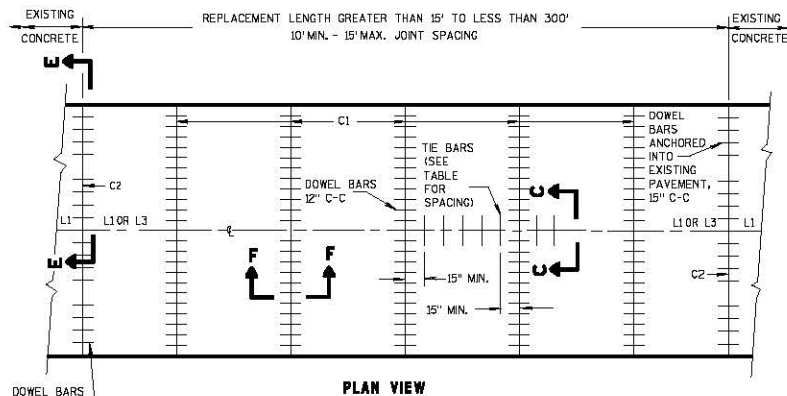 EXISTING
CONCRETE
REPLACEMENT LENGTH GREATER THAN 15' TO LESS THAN 300'
10' MIN. - 15' MAX. JOINT SPACING
EXISTING
CONCRETE
E
C1
DOWEL
BARS
ANCHORED
INTO
EXISTING
PAVEMENT,
15" C-C
TIE BARS
(SEE
TABLE
FOR
SPACING)
DOWEL BARS
12" C-C
C2
C
L1
L1 OR L3
℄
L1 OR L3
L1
E
F
F
C
15" MIN.
C2
15" MIN.
PLAN VIEW
DOWEL BARS